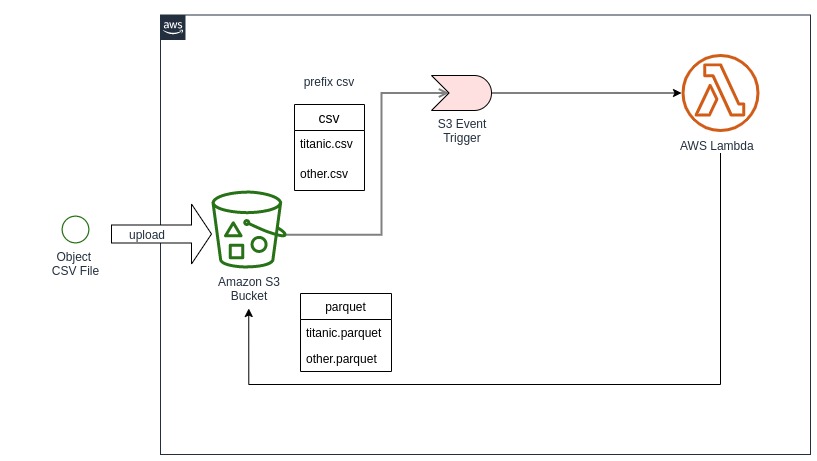 aws
prefix csv
csv
titanic.csv
other.csv
S3 Event
Trigger
AWS Lambda
upload
Object
CSV File
Amazon S3
Bucket
parquet
titanic.parquet
other.parquet